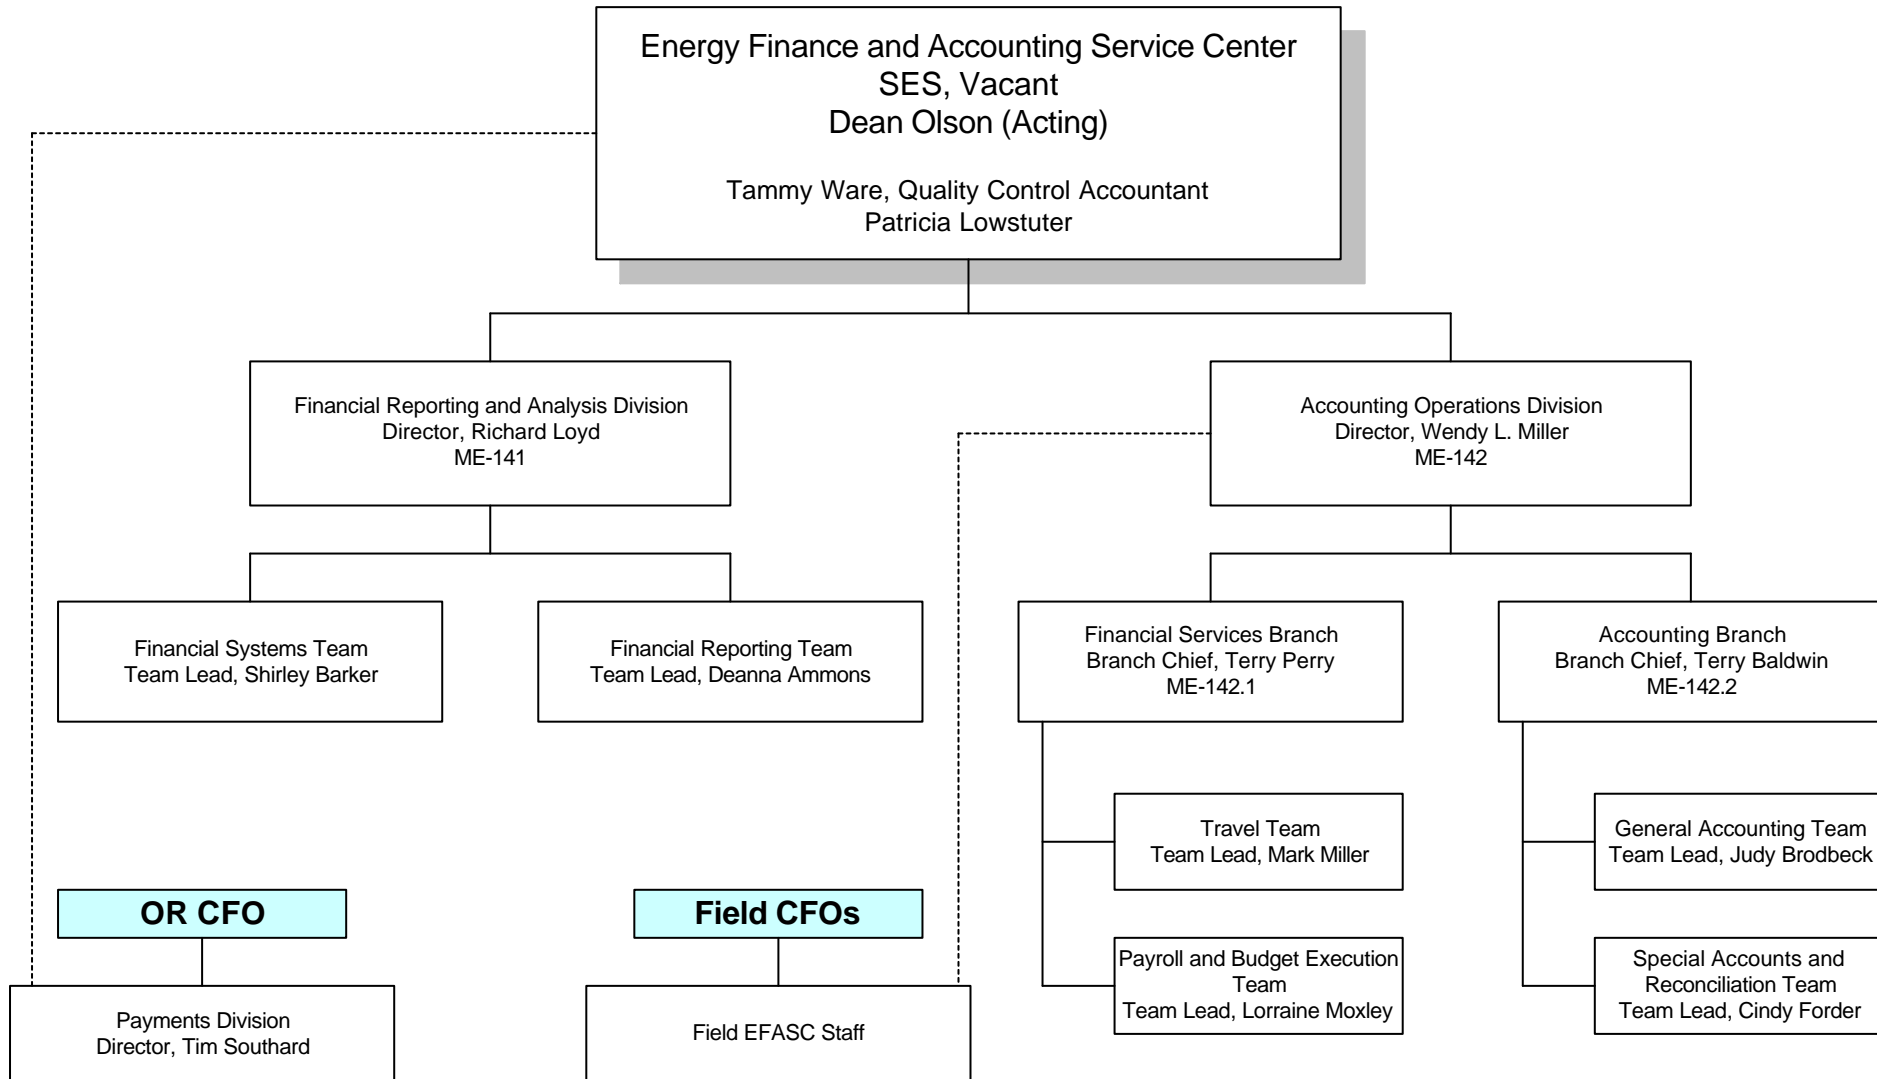 Energy Finance and Accounting Service Center
SES, Vacant
Dean Olson (Acting)
Tammy Ware, Quality Control Accountant
Patricia Lowstuter
Financial Reporting and Analysis Division
Director, Richard Loyd
ME-141
Accounting Operations Division
Director, Wendy L. Miller
ME-142
Financial Systems Team
Team Lead, Shirley Barker
Financial Reporting Team
Team Lead, Deanna Ammons
Financial Services Branch
Branch Chief, Terry Perry
ME-142.1
Accounting Branch
Branch Chief, Terry Baldwin
ME-142.2
Travel Team
Team Lead, Mark Miller
General Accounting Team
Team Lead, Judy Brodbeck
OR CFO
Field CFOs
Payroll and Budget Execution
Team
Team Lead, Lorraine Moxley
Special Accounts and
Reconciliation Team
Team Lead, Cindy Forder
Payments Division
Director, Tim Southard
Field EFASC Staff